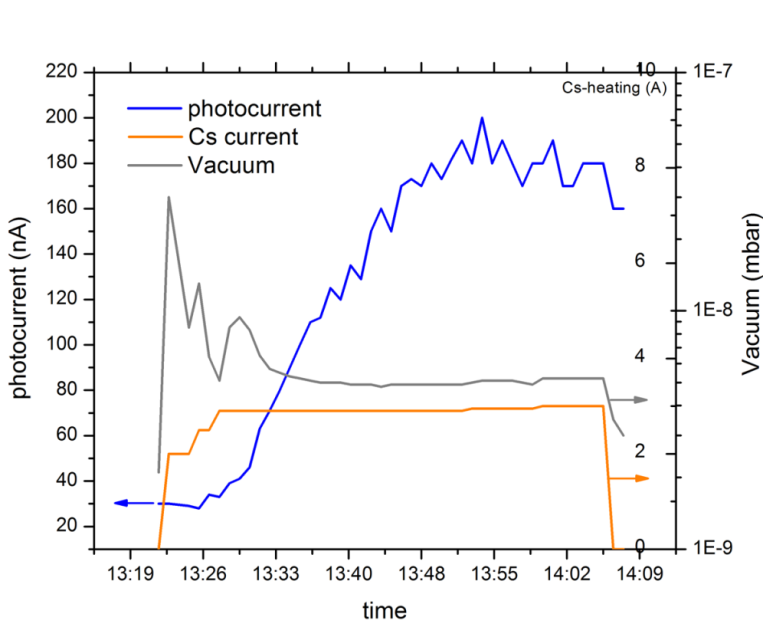 220
200
180
160
140
120
100
80
60
40
20
photocurrent (nA)
photocurrent
Cs current
Vacuum
Cs-heating (A)
10
8
6
4
2
0
1E-7
1E-8
1E-9
Vacuum (mbar)
13:19 13:26 13:33 13:40 13:48 13:55 14:02 14:09
time